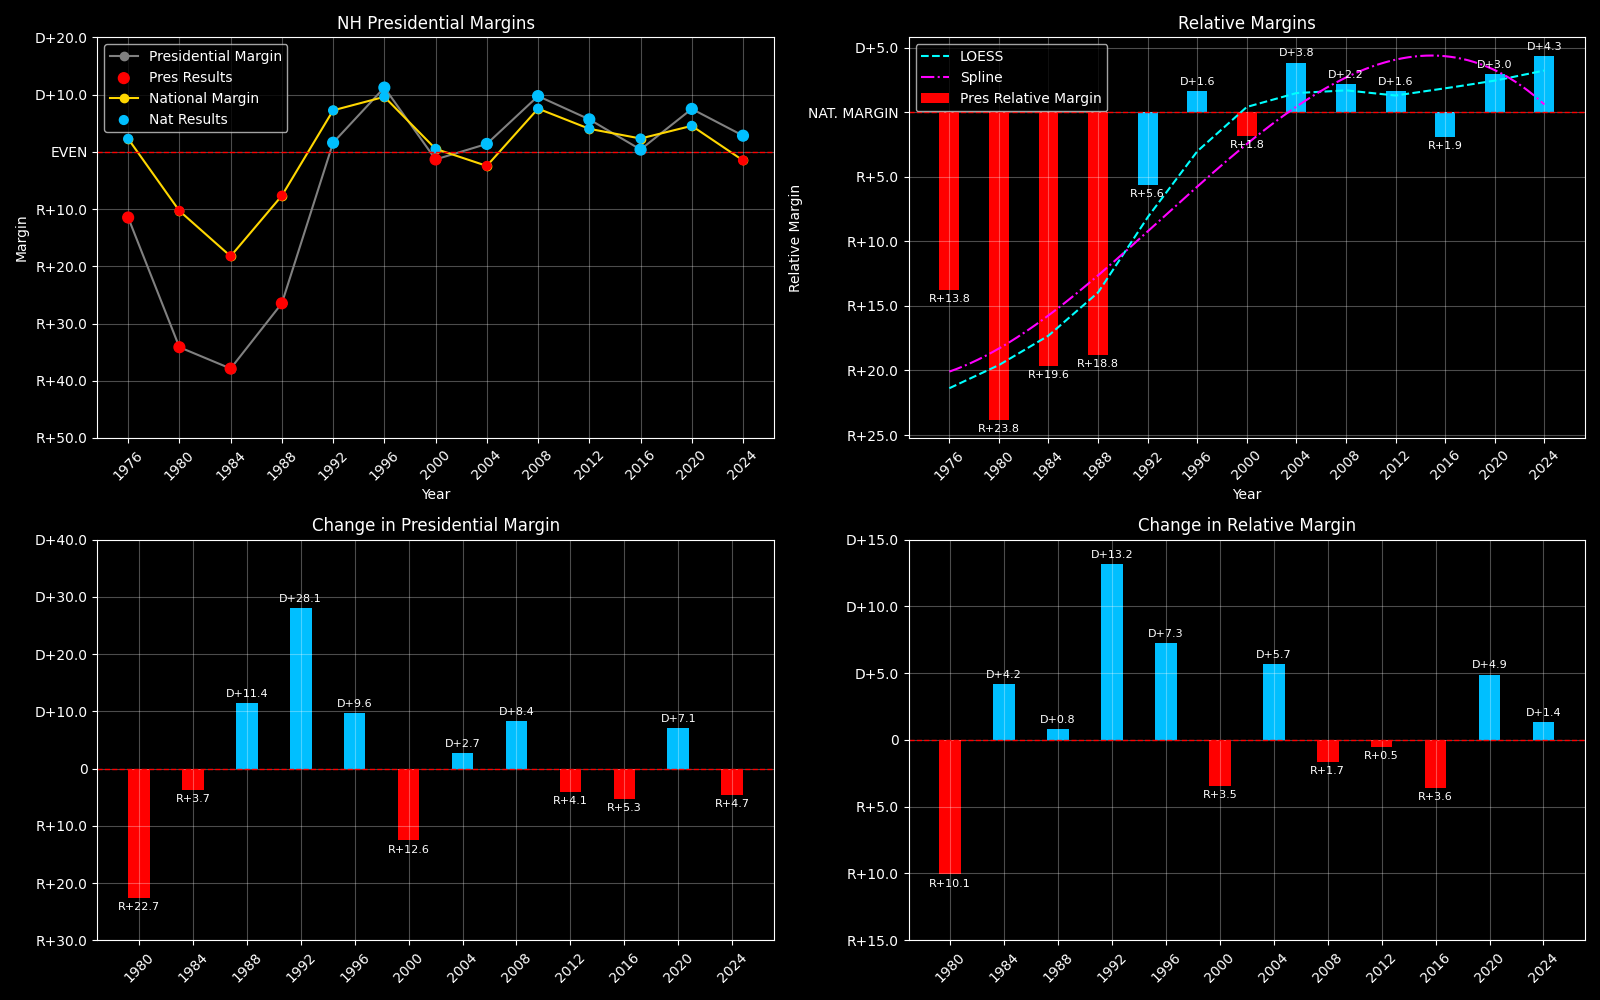 NH Presidential Margins
D+20.0
D+10.0
EVEN
R+10.0
R+20.0
R+30.0
R+40.0
R+50.0
Margin
Presidential Margin
Pres Results
National Margin
Nat Results
1976
1980
1984
1988
1992
1996
2000
2004
2008
2012
2016
2020
2024
Year
Relative Margins
D+5.0
NAT. MARGIN
R+5.0
R+10.0
R+15.0
R+20.0
R+25.0
Relative Margin
LOESS
Spline
Pres Relative Margin
R+13.8
R+23.8
R+19.6
R+18.8
R+5.6
D+1.6
R+1.8
D+3.8
D+2.2
D+1.6
R+1.9
D+3.0
D+4.3
1976
1980
1984
1988
1992
1996
2000
2004
2008
2012
2016
2020
2024
Year
Change in Presidential Margin
D+40.0
D+30.0
D+20.0
D+10.0
0
R+10.0
R+20.0
R+30.0
R+22.7
R+3.7
D+11.4
D+28.1
D+9.6
R+12.6
D+2.7
D+8.4
R+4.1
R+5.3
D+7.1
R+4.7
1980
1984
1988
1992
1996
2000
2004
2008
2012
2016
2020
2024
Change in Relative Margin
D+15.0
D+10.0
D+5.0
0
R+5.0
R+10.0
R+15.0
R+10.1
D+4.2
D+0.8
D+13.2
D+7.3
R+3.5
D+5.7
R+1.7
R+0.5
R+3.6
D+4.9
D+1.4
1980
1984
1988
1992
1996
2000
2004
2008
2012
2016
2020
2024